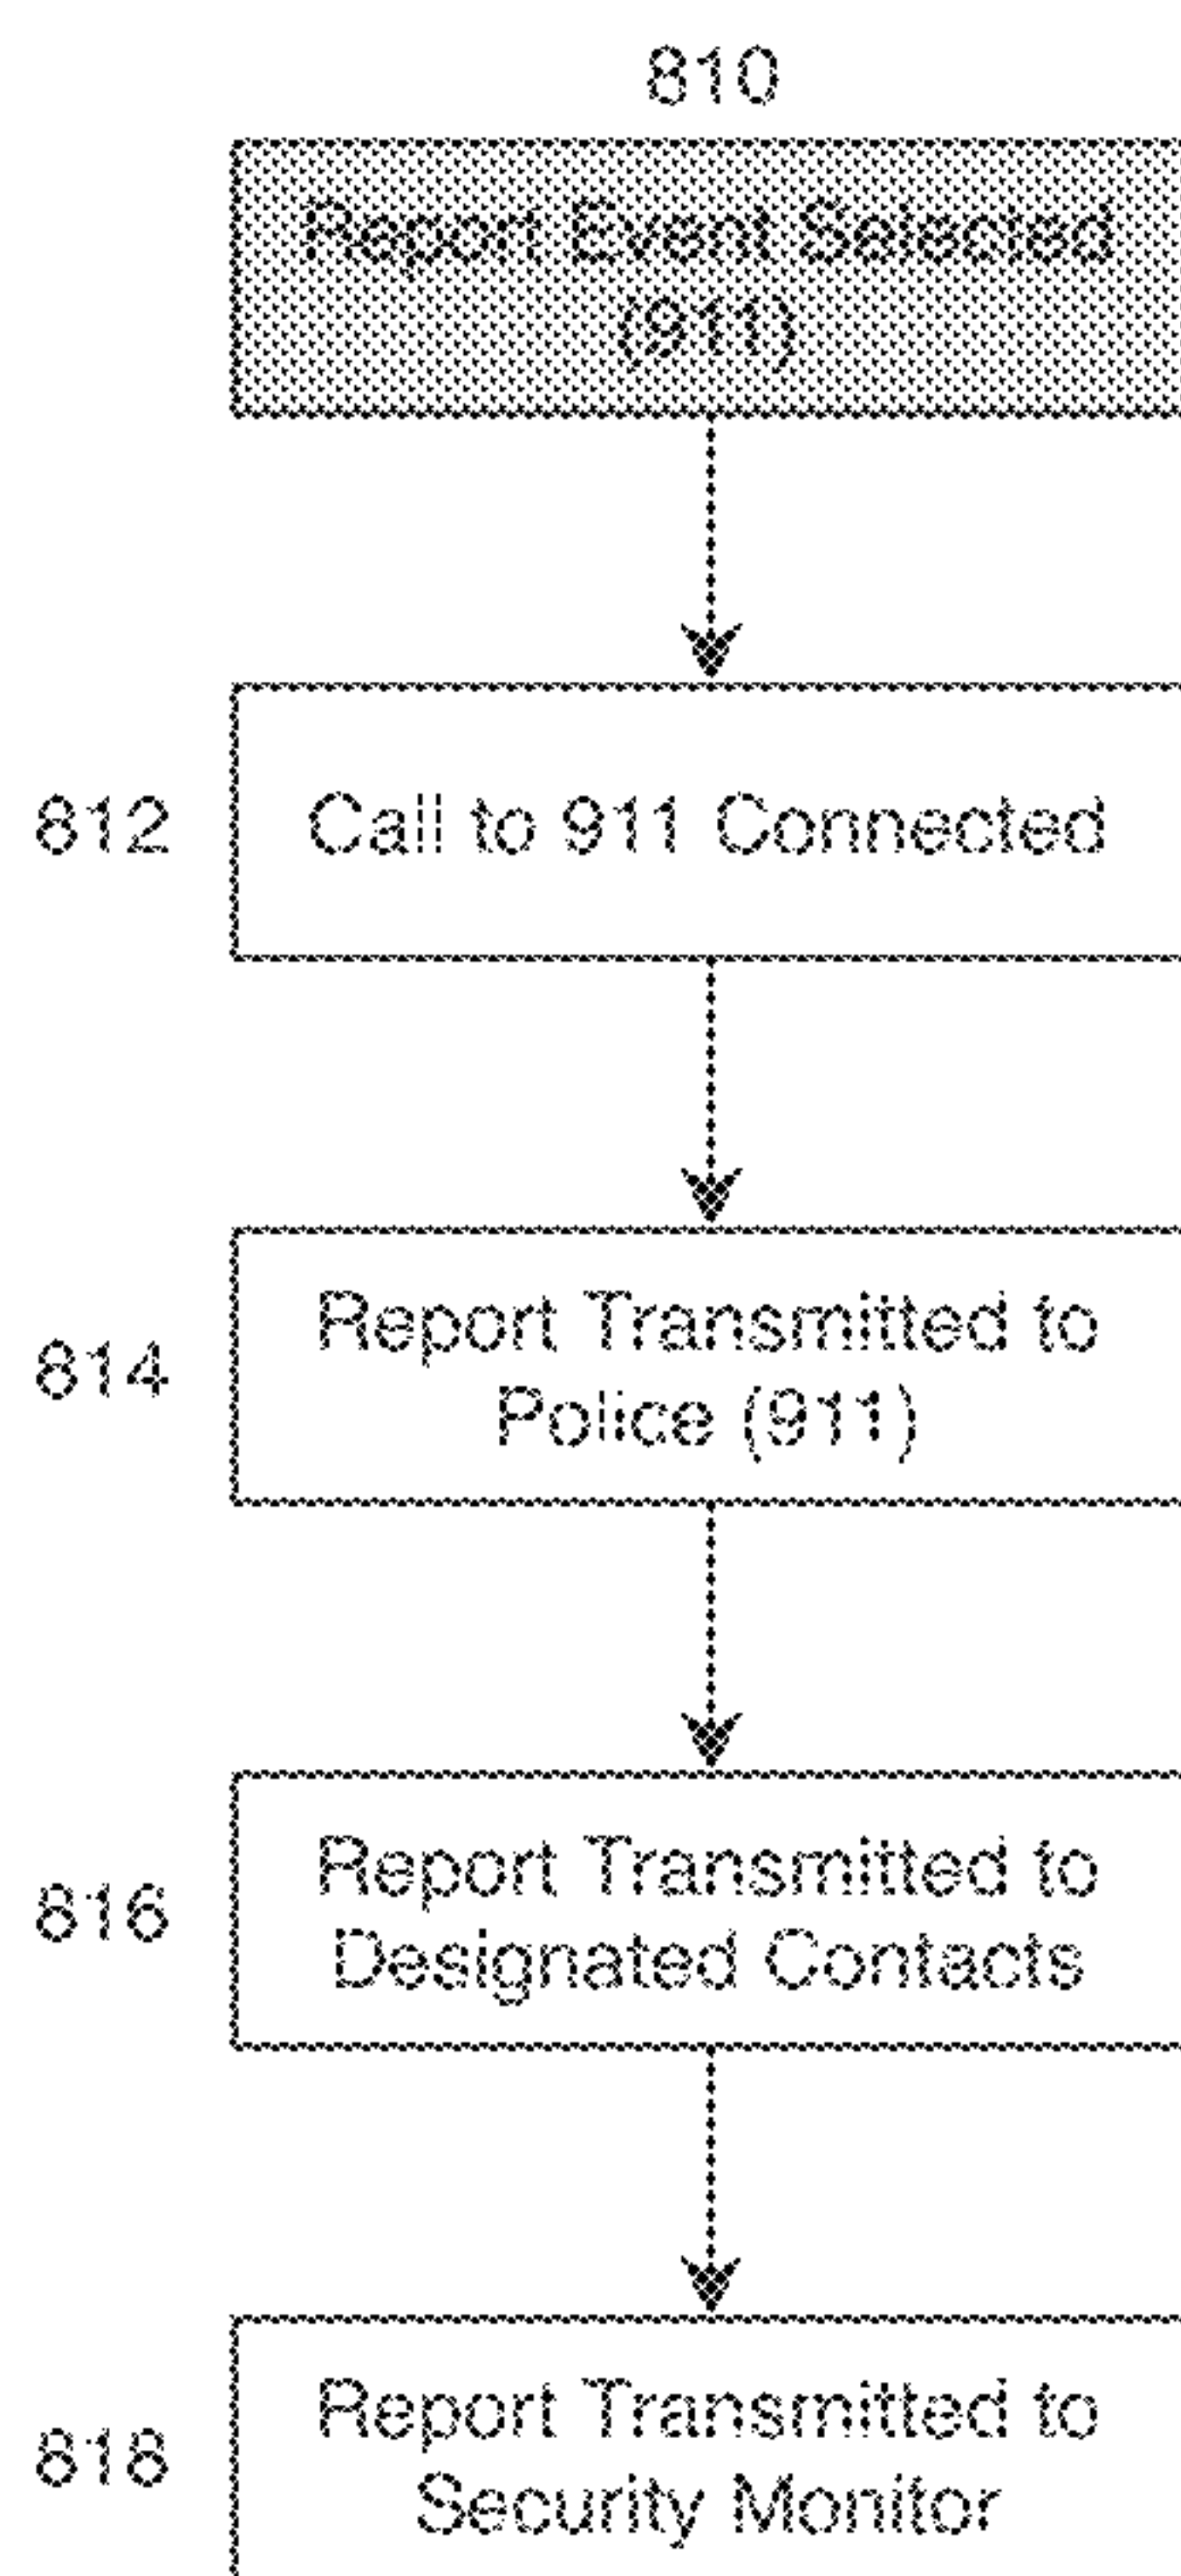 810
Report Event Selected
(911)
812
Call to 911 Connected
814
Report Transmitted to
Police (911)
816
Report Transmitted to
Designated Contacts
818
Report Transmitted to
Security Monitor